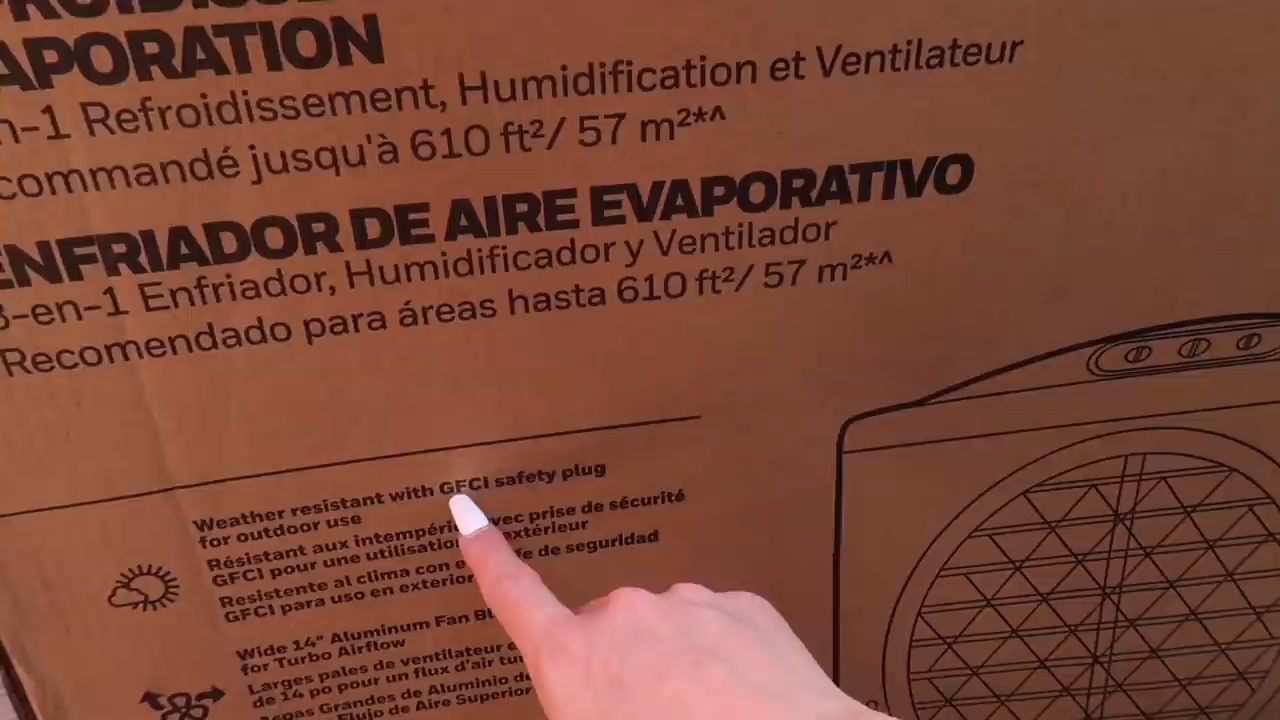 APORATION
n-1 Refroidissement, Humidification et Ventilateur
commandé jusqu'à 610 ft²/ 57 m²*^
ENFRIADOR DE AIRE EVAPORATIVO
3-en-1 Enfriador, Humidificador y Ventilador
Recomendado para áreas hasta 610 ft²/ 57 m²*^
Weather resistant with GFCI safety plug
for outdoor use
Résistant aux intempéri vec prise de sécurité
GFCI pour une utilisation extérieur
Resistente al clima con e fe de seguridad
GFCI para uso en exterior
Wide 14" Aluminum Fan Bl
for Turbo Airflow
Larges pales de ventilateur
de 14 po pour un flux d'air tu
Aspas Grandes de Aluminio de
Flujo de Aire Superior